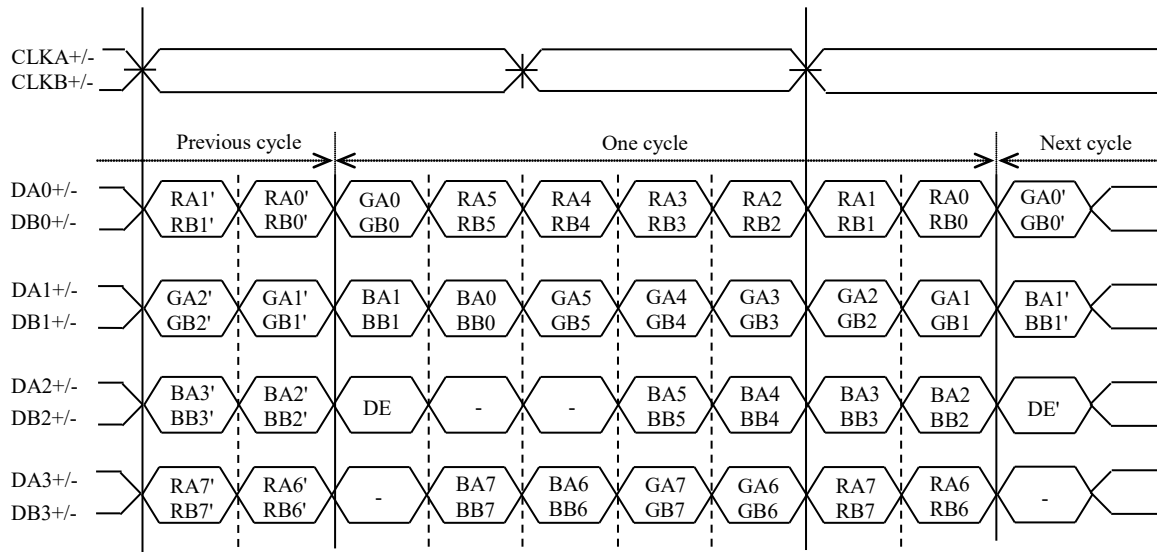 CLKA+/-
CLKB+/-
Previous cycle One cycle Next cycle
DA0+/- RA1' RA0' GA0 RA5 RA4 RA3 RA2 RA1 RA0 GA0'
DB0+/- RB1' RB0' GB0 RB5 RB4 RB3 RB2 RB1 RB0 GB0'
DA1+/- GA2' GA1' BA1 BA0 GA5 GA4 GA3 GA2 GA1 BA1'
DB1+/- GB2' GB1' BB1 BB0 GB5 GB4 GB3 GB2 GB1 BB1'
DA2+/- BA3' BA2' DE - - BA5 BA4 BA3 BA2 DE'
DB2+/- BB3' BB2' BB5 BB4 BB3 BB2
DA3+/- RA7' RA6' - BA7 BA6 GA7 GA6 RA7 RA6 -
DB3+/- RB7' RB6' BB7 BB6 GB7 GB6 RB7 RB6